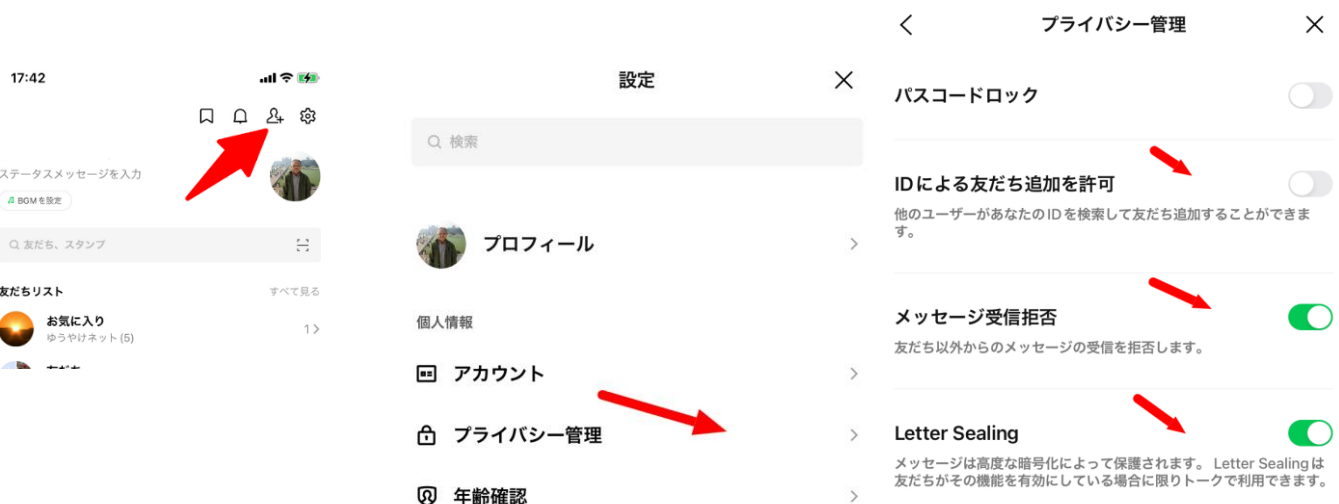 17:42
ステータスメッセージを入力
BGMを設定
友だち、スタンプ
友だちリスト
すべて見る
お気に入り
ゆうやけネット(5)
1
設定
検索
プロフィール
個人情報
アカウント
プライバシー管理
年齢確認
プライバシー管理
パスコードロック
IDによる友だち追加を許可
他のユーザーがあなたのIDを検索して友だち追加することができま
す。
メッセージ受信拒否
友だち以外からのメッセージの受信を拒否します。
Letter Sealing
メッセージは高度な暗号化によって保護されます。 Letter Sealingは
友だちがその機能を有効にしている場合に限りトークで利用できます。